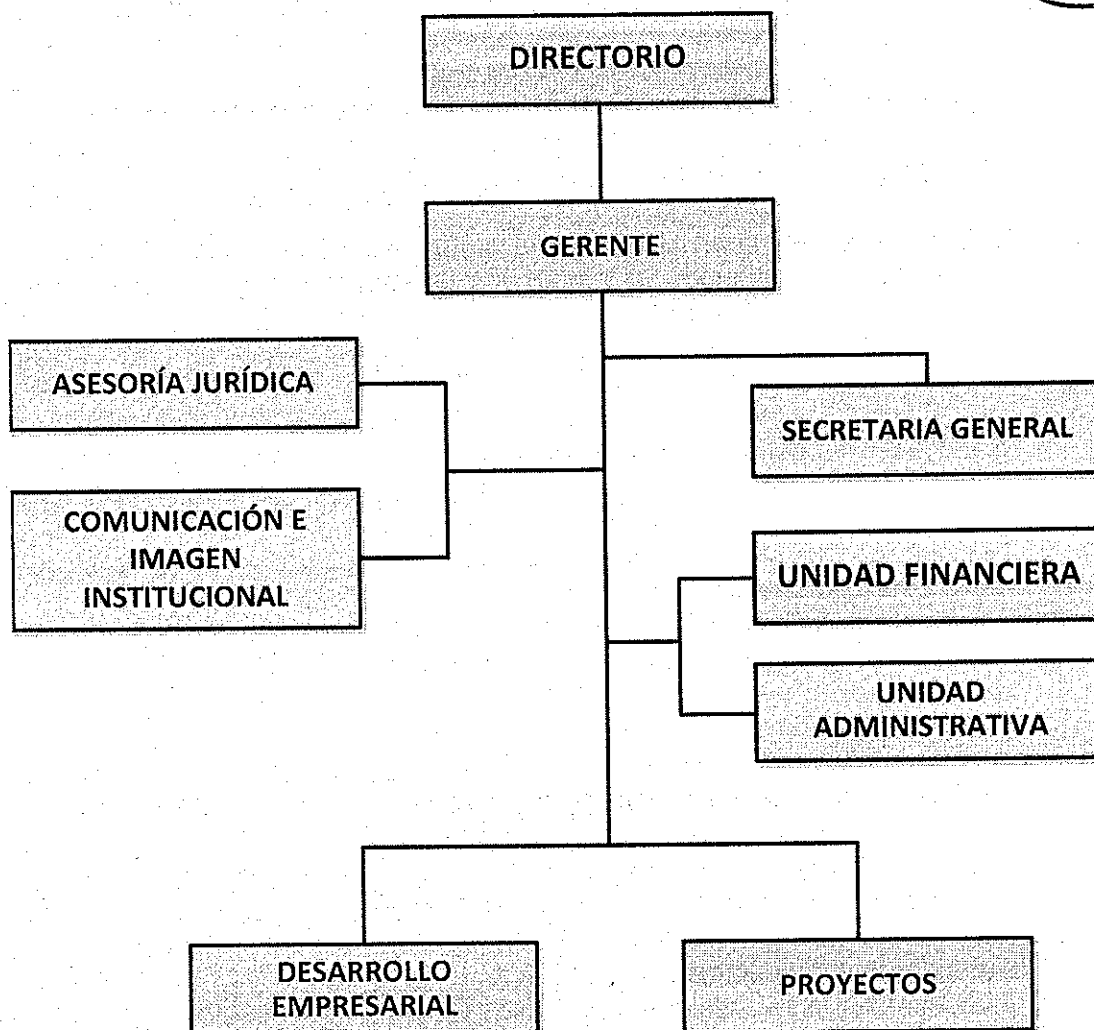 DIRECTORIO
GERENTE
ASESORÍA JURÍDICA
SECRETARIA GENERAL
COMUNICACIÓN E
IMAGEN
INSTITUCIONAL
UNIDAD FINANCIERA
UNIDAD
ADMINISTRATIVA
DESARROLLO
EMPRESARIAL
PROYECTOS